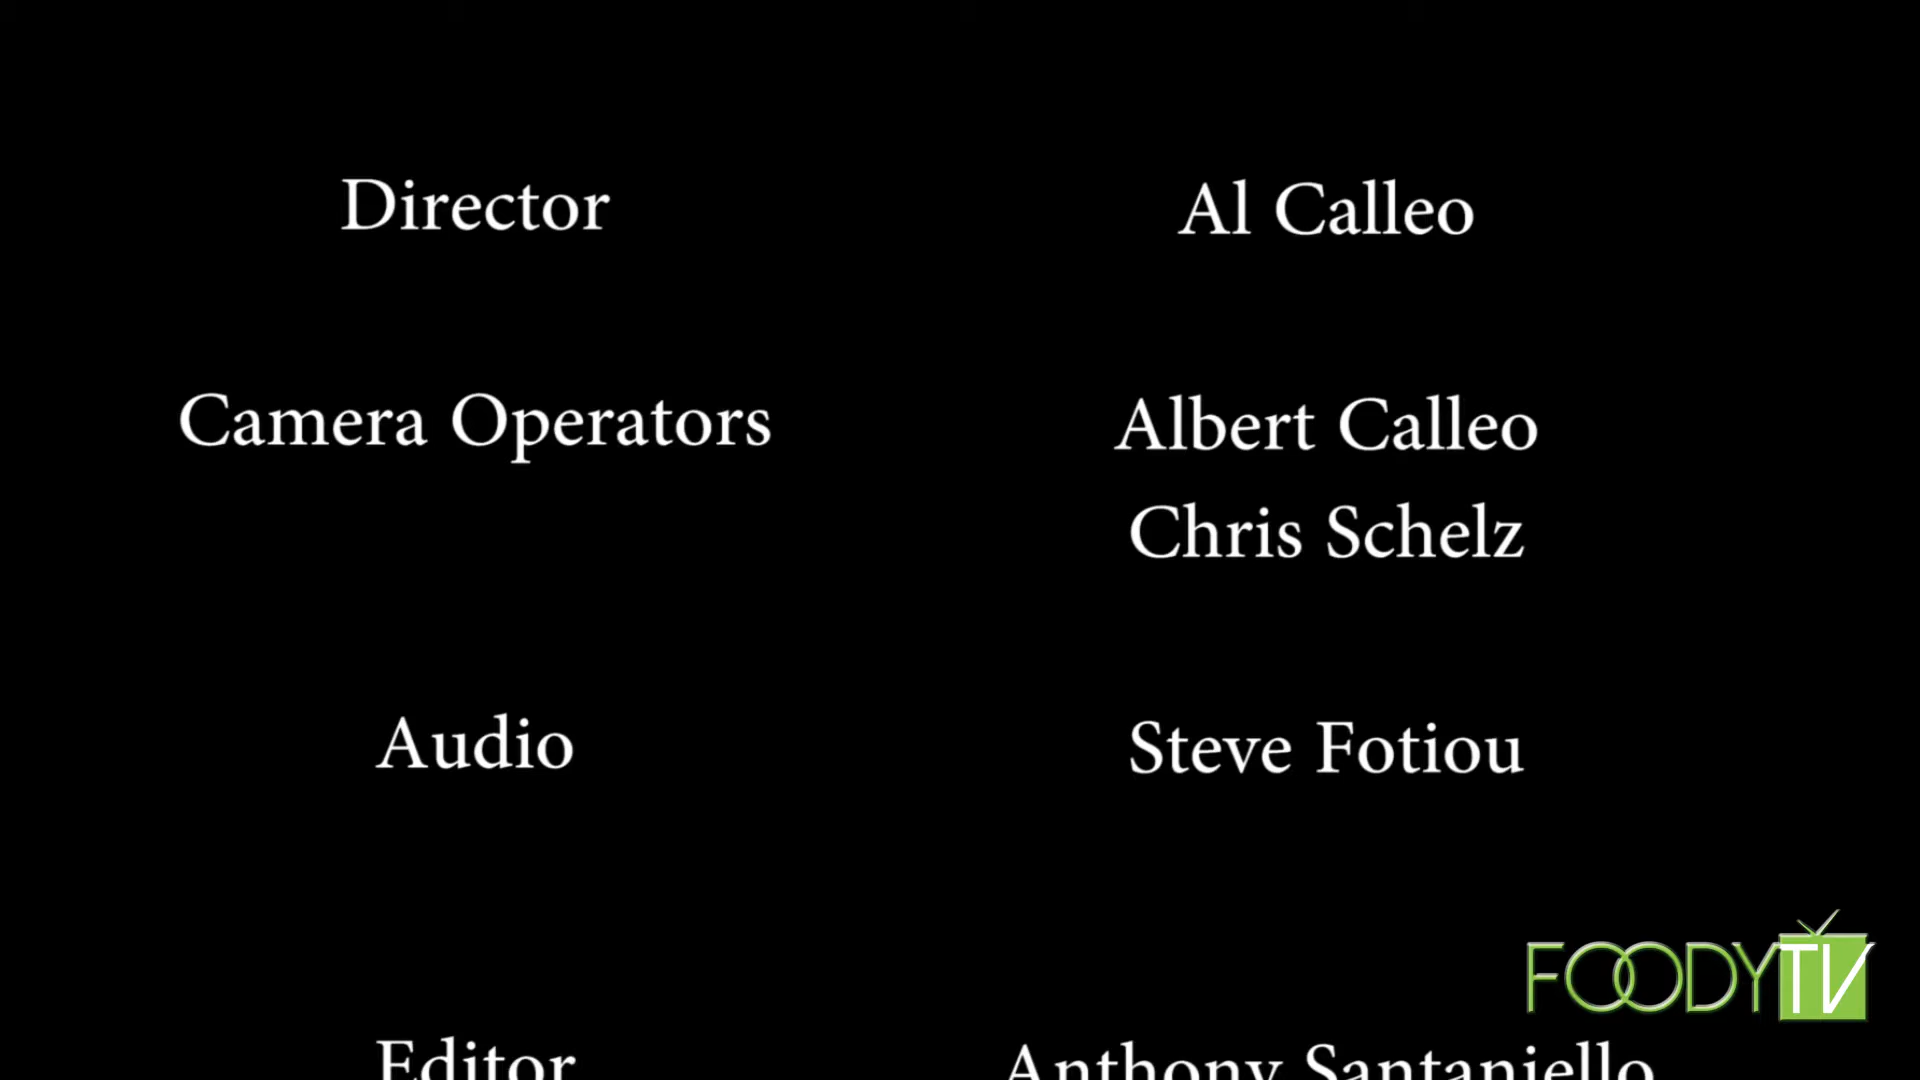 Director Al Calleo
Camera Operators Albert Calleo
Chris Schelz
Audio Steve Fotiou
FOODYTV
Editor Anthony Santaniello